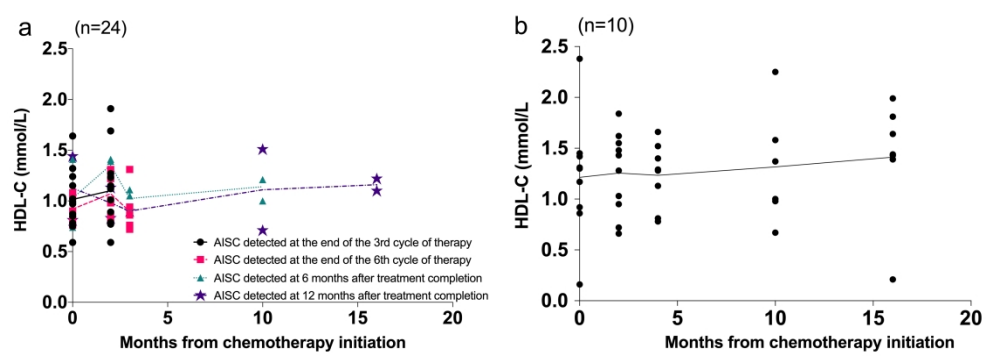 a (n=24)
2.5
2.0
1.5
1.0
0.5
0.0
HDL-C (mmol/L)
0 5 10 15 20
Months from chemotherapy initiation
AISC detected at the end of the 3rd cycle of therapy
AISC detected at the end of the 6th cycle of therapy
AISC detected at 6 months after treatment completion
AISC detected at 12 months after treatment completion
b (n=10)
2.5
2.0
1.5
1.0
0.5
0.0
HDL-C (mmol/L
0 5 10 15 20
Months from chemotherapy initiation